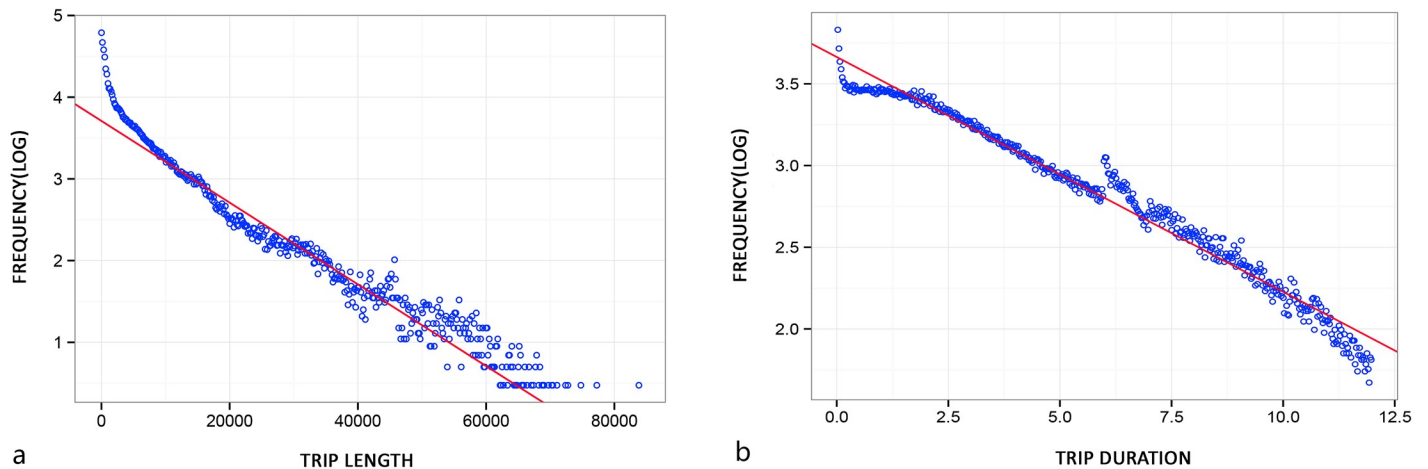 5
4
3
2
1
FREQUENCY(LOG)
0 20000 40000 60000 80000
TRIP LENGTH
a
3.5
3.0
2.5
2.0
FREQUENCY(LOG)
0.0 2.5 5.0 7.5 10.0 12.5
TRIP DURATION
b